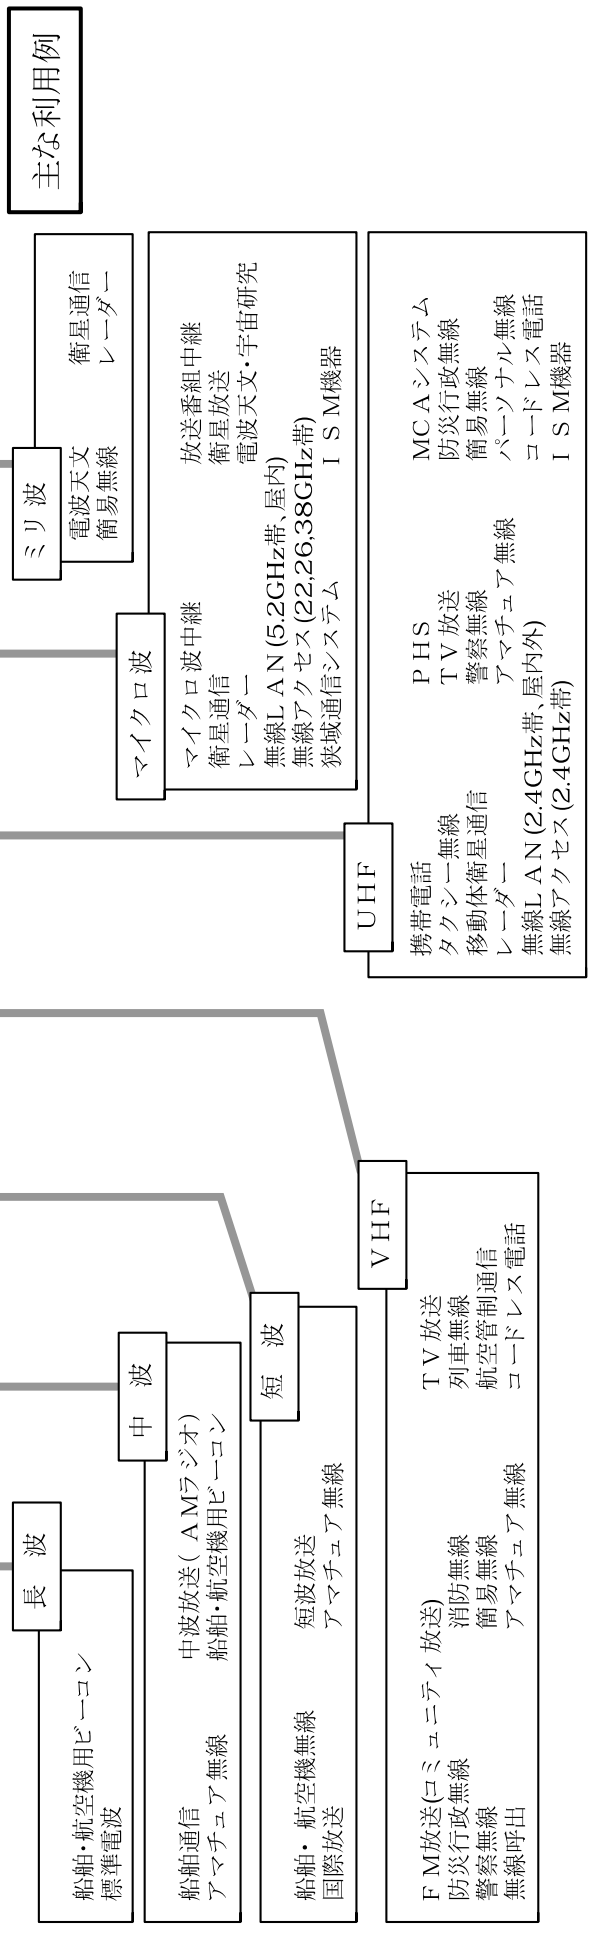 主な利用例
長 波
船舶・航空機用ビーコン
標準電波
中 波
船舶通信 中波放送(AMラジオ)
アマチュア無線 船舶・航空機用ビーコン
短 波
船舶・航空機無線 短波放送
国際放送 アマチュア無線
VHF
FM放送(コミュニティ放送) TV放送
防災行政無線 消防無線 列車無線
警察無線 簡易無線 航空管制通信
無線呼出 アマチュア無線 コードレス電話
UHF
携帯電話 PHS MCAシステム
タクシー無線 TV放送 防災行政無線
移動体衛星通信 警察無線 簡易無線
レーダー アマチュア無線 パーソナル無線
無線LAN(2.4GHz帯、屋内外) コードレス電話
無線アクセス(2.4GHz帯) ISM機器
マイクロ波
マイクロ波中継 放送番組中継
衛星通信 衛星放送
レーダー 電波天文・宇宙研究
無線LAN(5.2GHz帯、屋内)
無線アクセス(22,26,38GHz帯)
狭域通信システム ISM機器
ミリ波
電波天文 衛星通信
簡易無線 レーダー